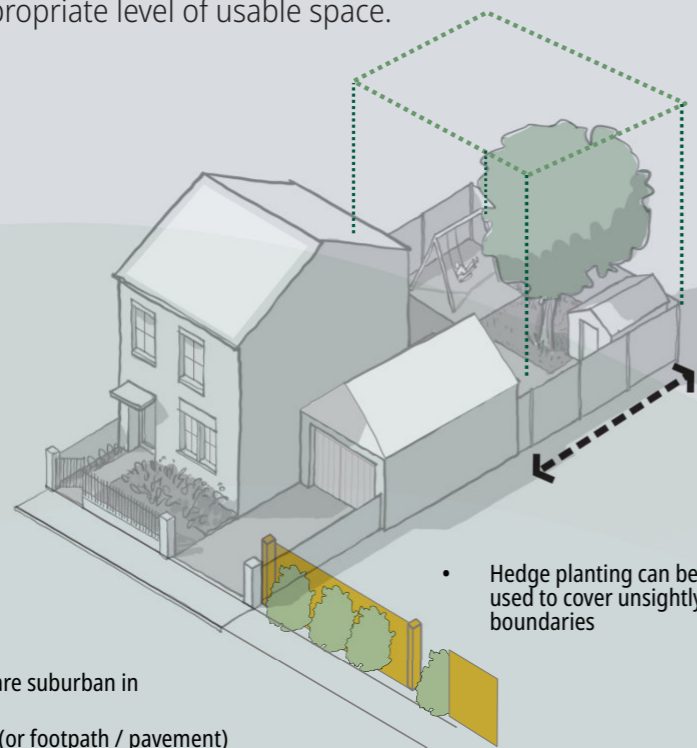 propriate level of usable space.
• Hedge planting can be
used to cover unsightly
boundaries
are suburban in
(or footpath / pavement)